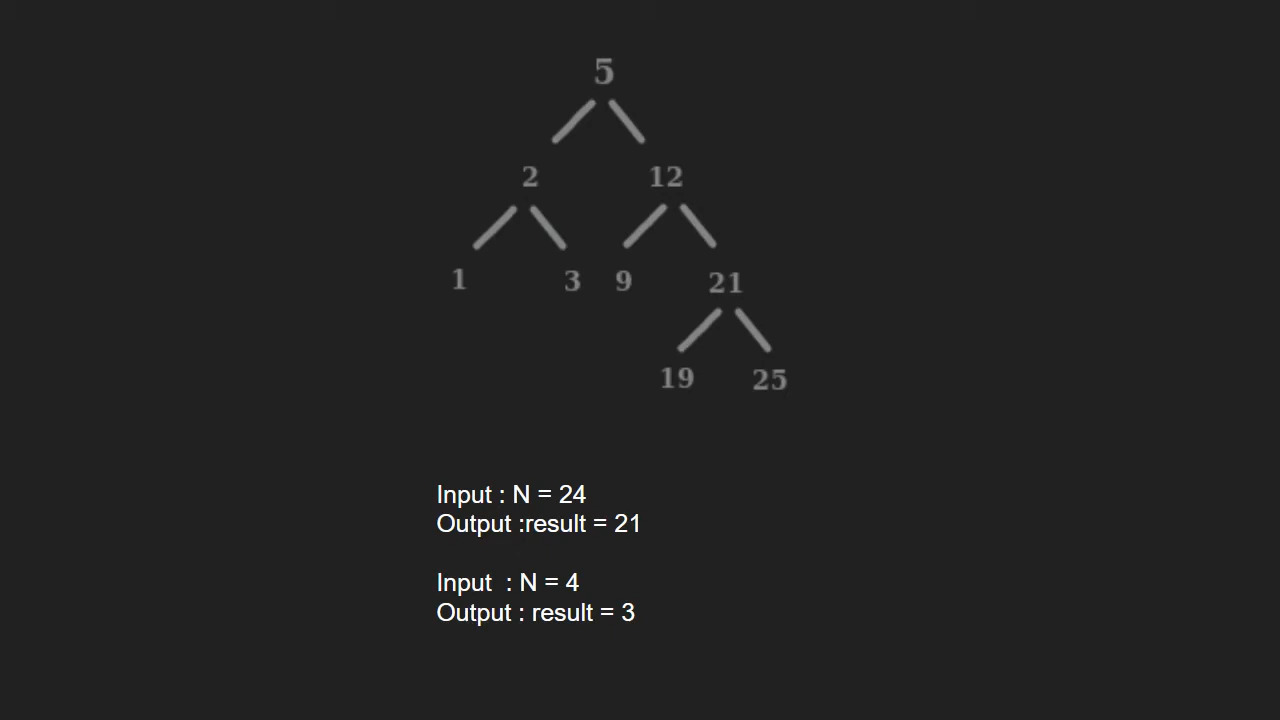 5
2 12
1 3 9 21
19 25
Input : N = 24
Output :result = 21
Input  : N = 4
Output : result = 3